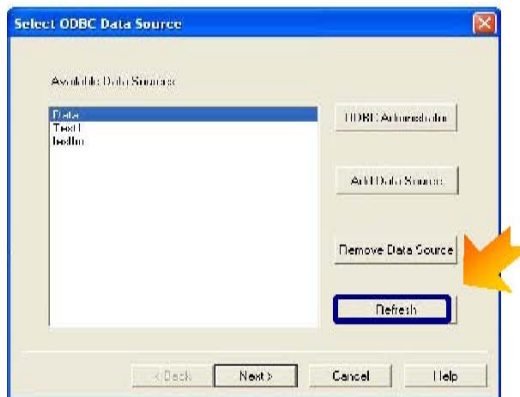 Select ODBC Data Source
Available Data Sources
Data
Test1
ODBC Administrator
Add Data Source
Remove Data Source
Refresh
< Back
Next >
Cancel
Help